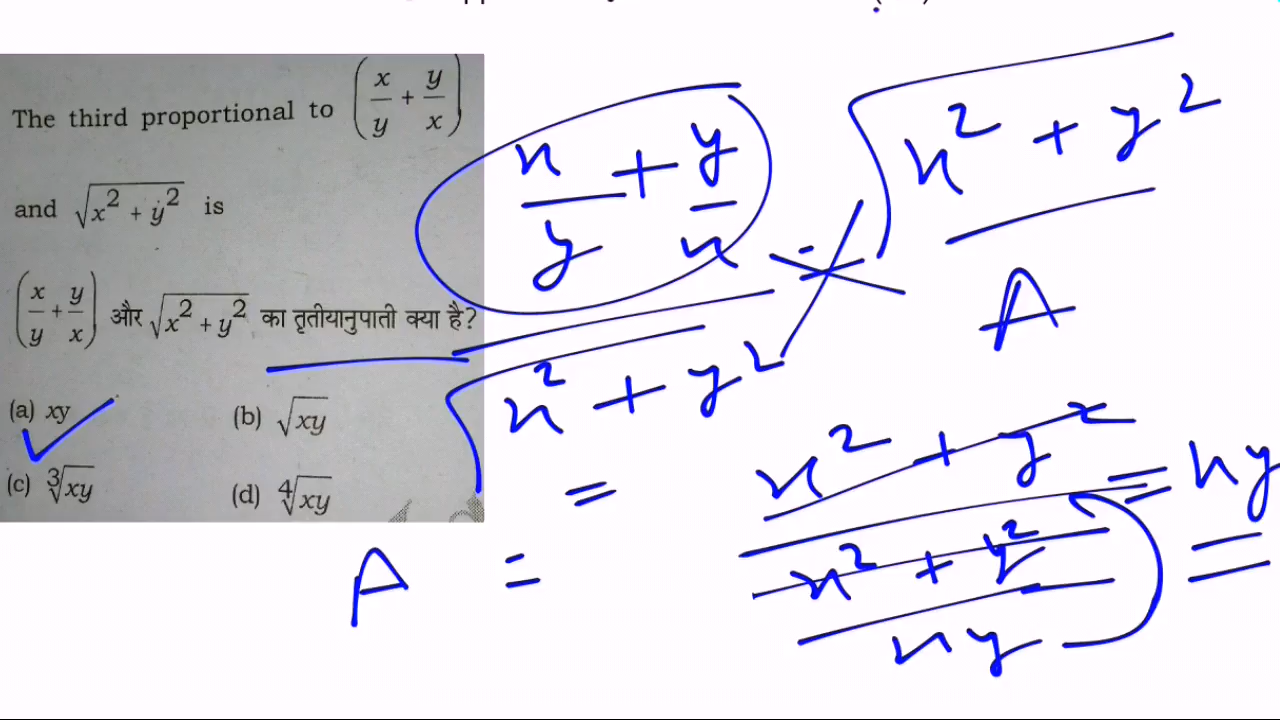 The third proportional to (x/y + y/x)
and √(x² + y²) is
(x/y + y/x) और √(x² + y²) का तृतीयानुपाती क्या है?
(a) xy (b) √xy
(c) ∛xy (d) ∜xy
x/y + y/x
√(x² + y²)
=
√(x² + y²)
A
A = (x² + y²)/((x² + y²)/xy) = xy